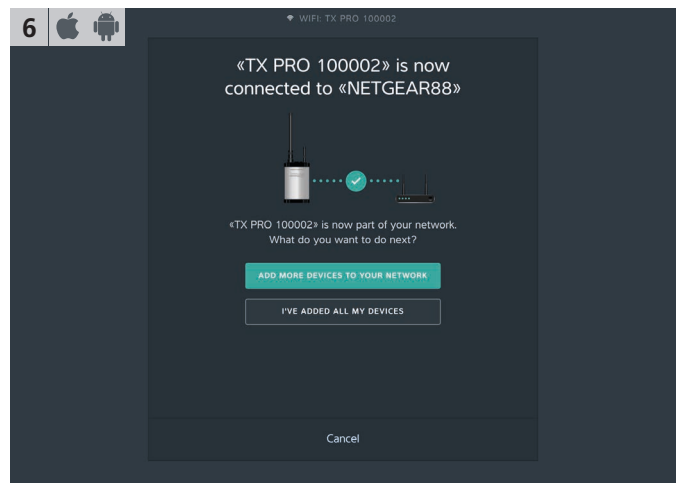 6
WIFI: TX PRO 100002
«TX PRO 100002» is now
connected to «NETGEAR88»
«TX PRO 100002» is now part of your network.
What do you want to do next?
ADD MORE DEVICES TO YOUR NETWORK
I'VE ADDED ALL MY DEVICES
Cancel